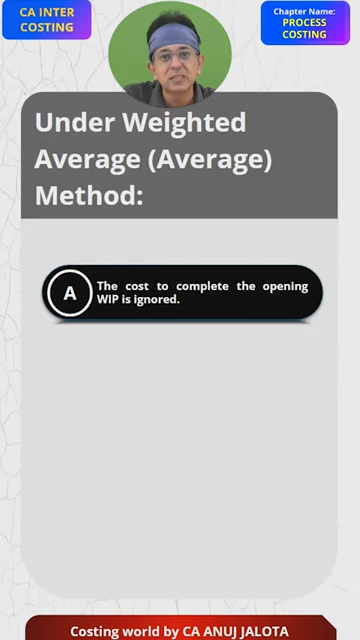 CA INTER
COSTING
Chapter Name:
PROCESS
COSTING
Under Weighted
Average (Average)
Method:
A
The cost to complete the opening
WIP is ignored.
Costing world by CA ANUJ JALOTA